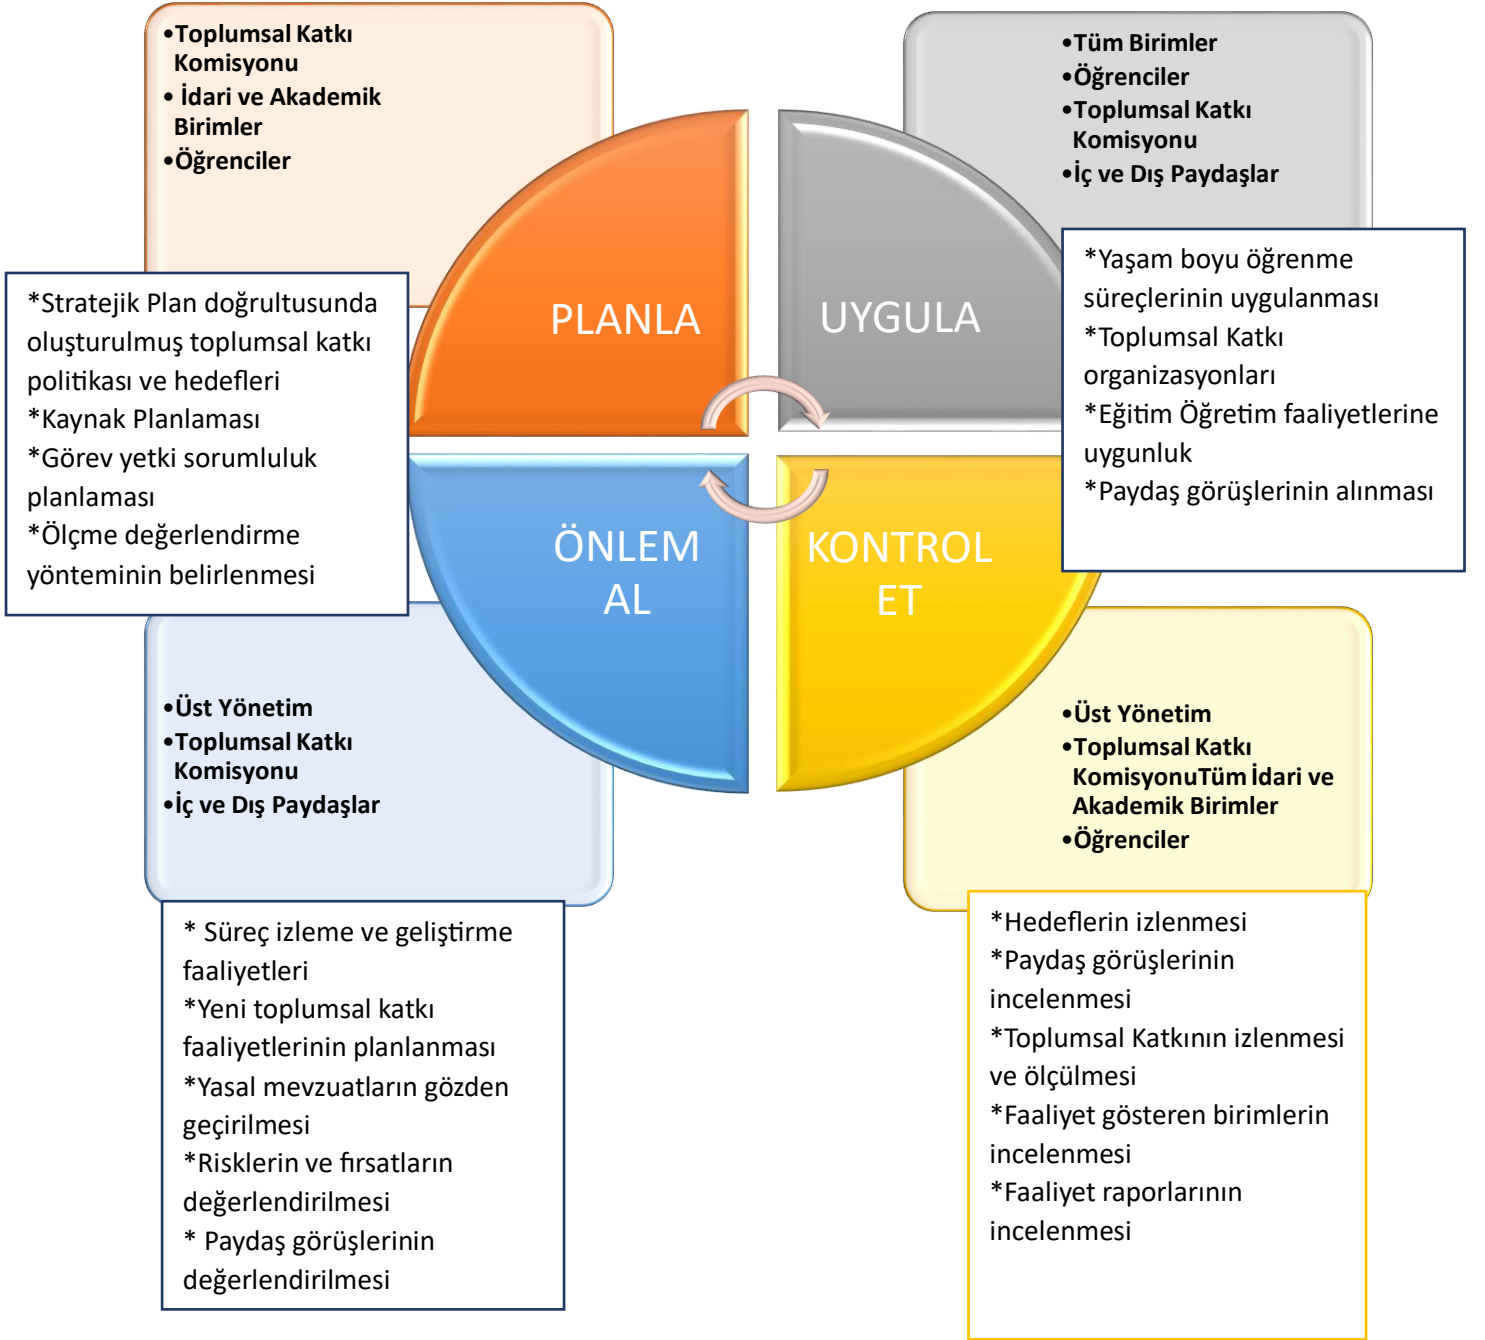 •Toplumsal Katkı
Komisyonu
• İdari ve Akademik
Birimler
•Öğrenciler
•Tüm Birimler
•Öğrenciler
•Toplumsal Katkı
Komisyonu
•İç ve Dış Paydaşlar
PLANLA
UYGULA
*Stratejik Plan doğrultusunda
oluşturulmuş toplumsal katkı
politikası ve hedefleri
*Kaynak Planlaması
*Görev yetki sorumluluk
planlaması
*Ölçme değerlendirme
yönteminin belirlenmesi
*Yaşam boyu öğrenme
süreçlerinin uygulanması
*Toplumsal Katkı
organizasyonları
*Eğitim Öğretim faaliyetlerine
uygunluk
*Paydaş görüşlerinin alınması
ÖNLEM
AL
KONTROL
ET
•Üst Yönetim
•Toplumsal Katkı
Komisyonu
•İç ve Dış Paydaşlar
•Üst Yönetim
•Toplumsal Katkı
KomisyonuTüm İdari ve
Akademik Birimler
•Öğrenciler
* Süreç izleme ve geliştirme
faaliyetleri
*Yeni toplumsal katkı
faaliyetlerinin planlanması
*Yasal mevzuatların gözden
geçirilmesi
*Risklerin ve fırsatların
değerlendirilmesi
* Paydaş görüşlerinin
değerlendirilmesi
*Hedeflerin izlenmesi
*Paydaş görüşlerinin
incelenmesi
*Toplumsal Katkının izlenmesi
ve ölçülmesi
*Faaliyet gösteren birimlerin
incelenmesi
*Faaliyet raporlarının
incelenmesi